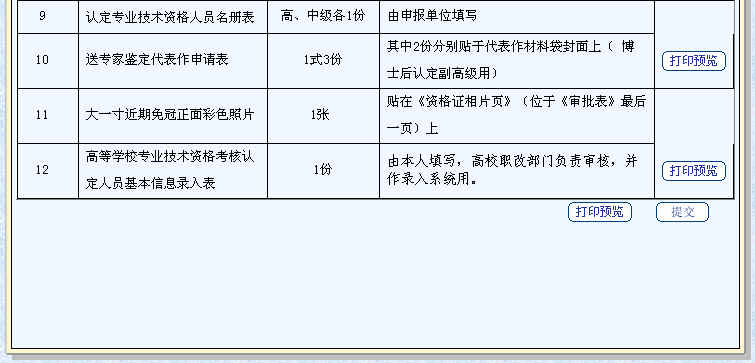 9 认定专业技术资格人员名册表 高、中级各1份 由申报单位填写
10 送专家鉴定代表作申请表 1式3份 其中2份分别贴于代表作材料袋封面上（ 博
士后认定副高级用） 打印预览
11 大一寸近期免冠正面彩色照片 1张 贴在《资格证相片页》（位于《审批表》最后
一页）上
12 高等学校专业技术资格考核认
定人员基本信息录入表 1份 由本人填写，高校职改部门负责审核，并
作录入系统用。 打印预览
打印预览 提交